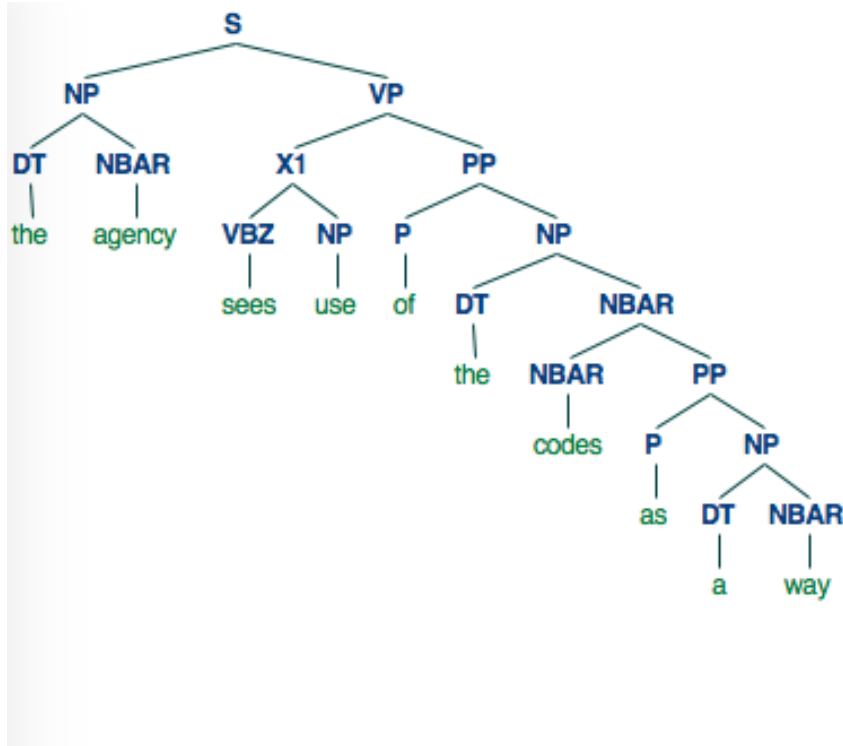 S
NP VP
DT NBAR X1 PP
the agency VBZ NP P NP
sees use of DT NBAR
the NBAR PP
codes P NP
as DT NBAR
a way